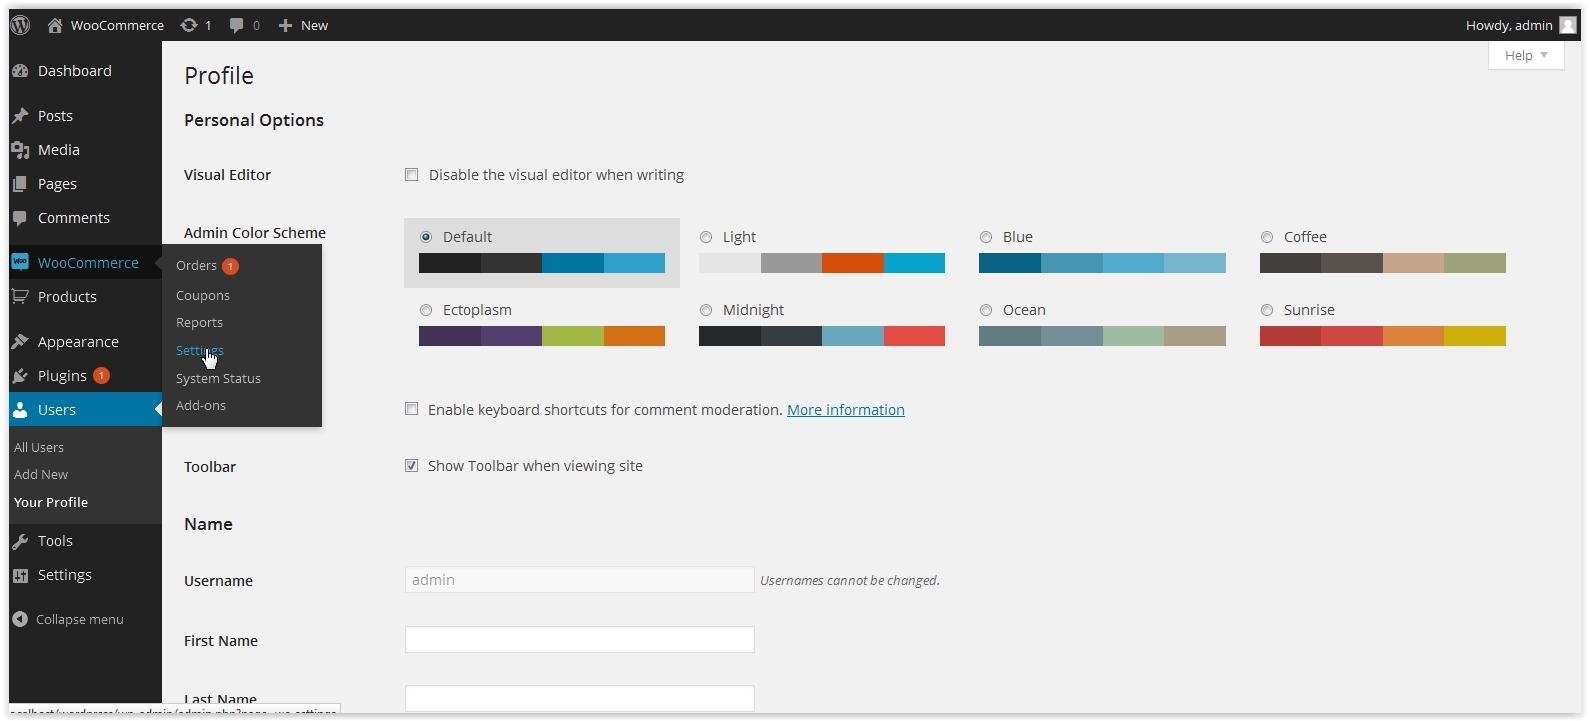 WooCommerce 1 0 New Howdy, admin
Help
Dashboard
Posts
Media
Pages
Comments
WooCommerce
Products
Appearance
Plugins 1
Users
All Users
Add New
Your Profile
Tools
Settings
Collapse menu
Orders 1
Coupons
Reports
Settings
System Status
Add-ons
Profile
Personal Options
Visual Editor
Disable the visual editor when writing
Admin Color Scheme
Default
Light
Blue
Coffee
Ectoplasm
Midnight
Ocean
Sunrise
Enable keyboard shortcuts for comment moderation. More information
Toolbar
Show Toolbar when viewing site
Name
Username
admin
Usernames cannot be changed.
First Name
Last Name